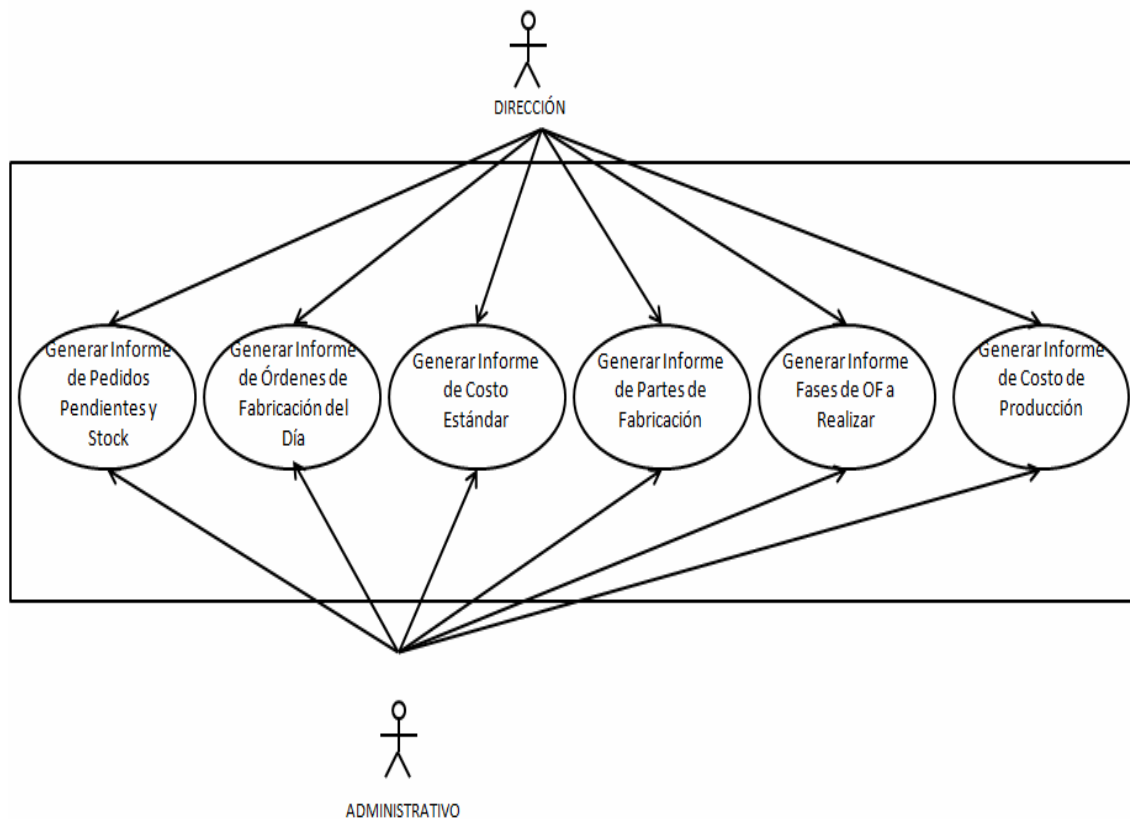 DIRECCIÓN
Generar Informe
de Pedidos
Pendientes y
Stock
Generar Informe
de Órdenes de
Fabricación del
Día
Generar Informe
de Costo
Estándar
Generar Informe
de Partes de
Fabricación
Generar Informe
Fases de OF a
Realizar
Generar Informe
de Costo de
Producción
ADMINISTRATIVO